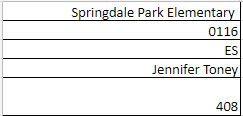 Springdale Park Elementary
0116
ES
Jennifer Toney
408